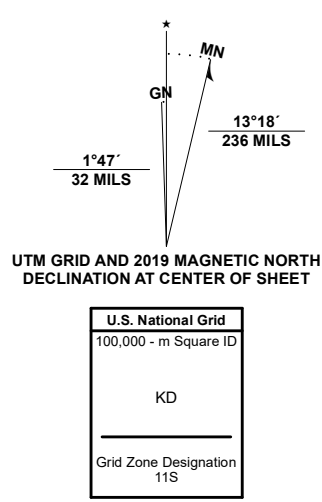 ★
MN
GN
13°18´
236 MILS
1°47´
32 MILS
UTM GRID AND 2019 MAGNETIC NORTH
DECLINATION AT CENTER OF SHEET
U.S. National Grid
100,000 - m Square ID
KD
Grid Zone Designation
11S